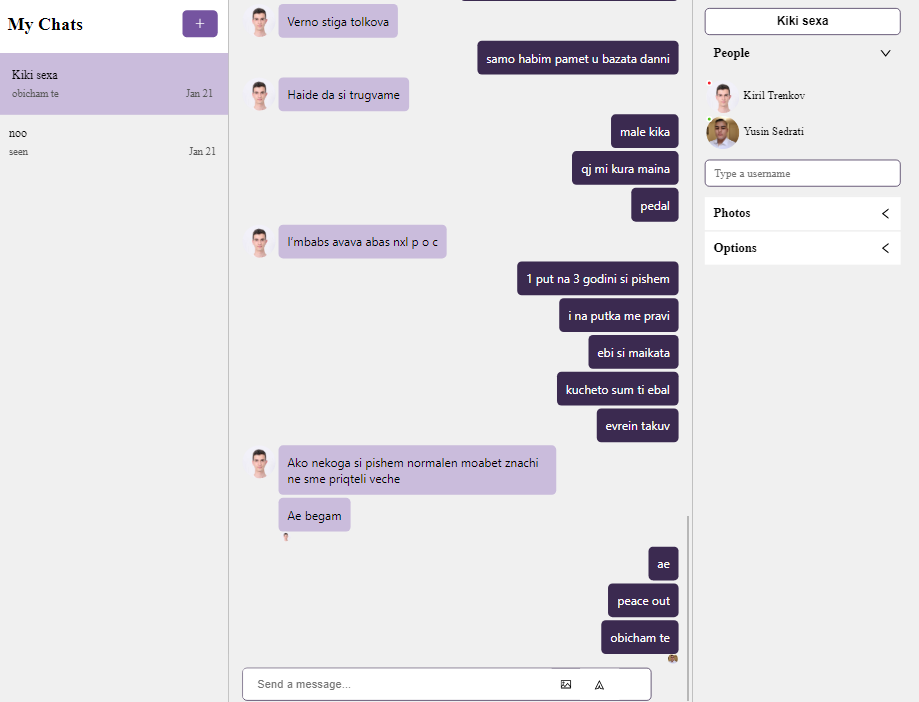 My Chats
+
Kiki sexa
obicham te
Jan 21
noo
seen
Jan 21
Verno stiga tolkova
samo habim pamet u bazata danni
Haide da si trugvame
male kika
qj mi kura maina
pedal
I'mbabs avava abas nxl p o c
1 put na 3 godini si pishem
i na putka me pravi
ebi si maikata
kucheto sum ti ebal
evrein takuv
Ako nekoga si pishem normalen moabet znachi
ne sme priqteli veche
Ae begam
ae
peace out
obicham te
Send a message...
Kiki sexa
People
Kiril Trenkov
Yusin Sedrati
Type a username
Photos
Options